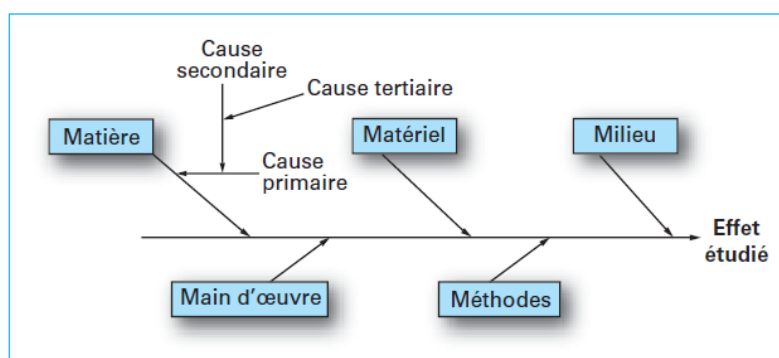 Cause
secondaire
Cause tertiaire
Matière
Matériel
Milieu
Cause
primaire
Effet
étudié
Main d'œuvre
Méthodes